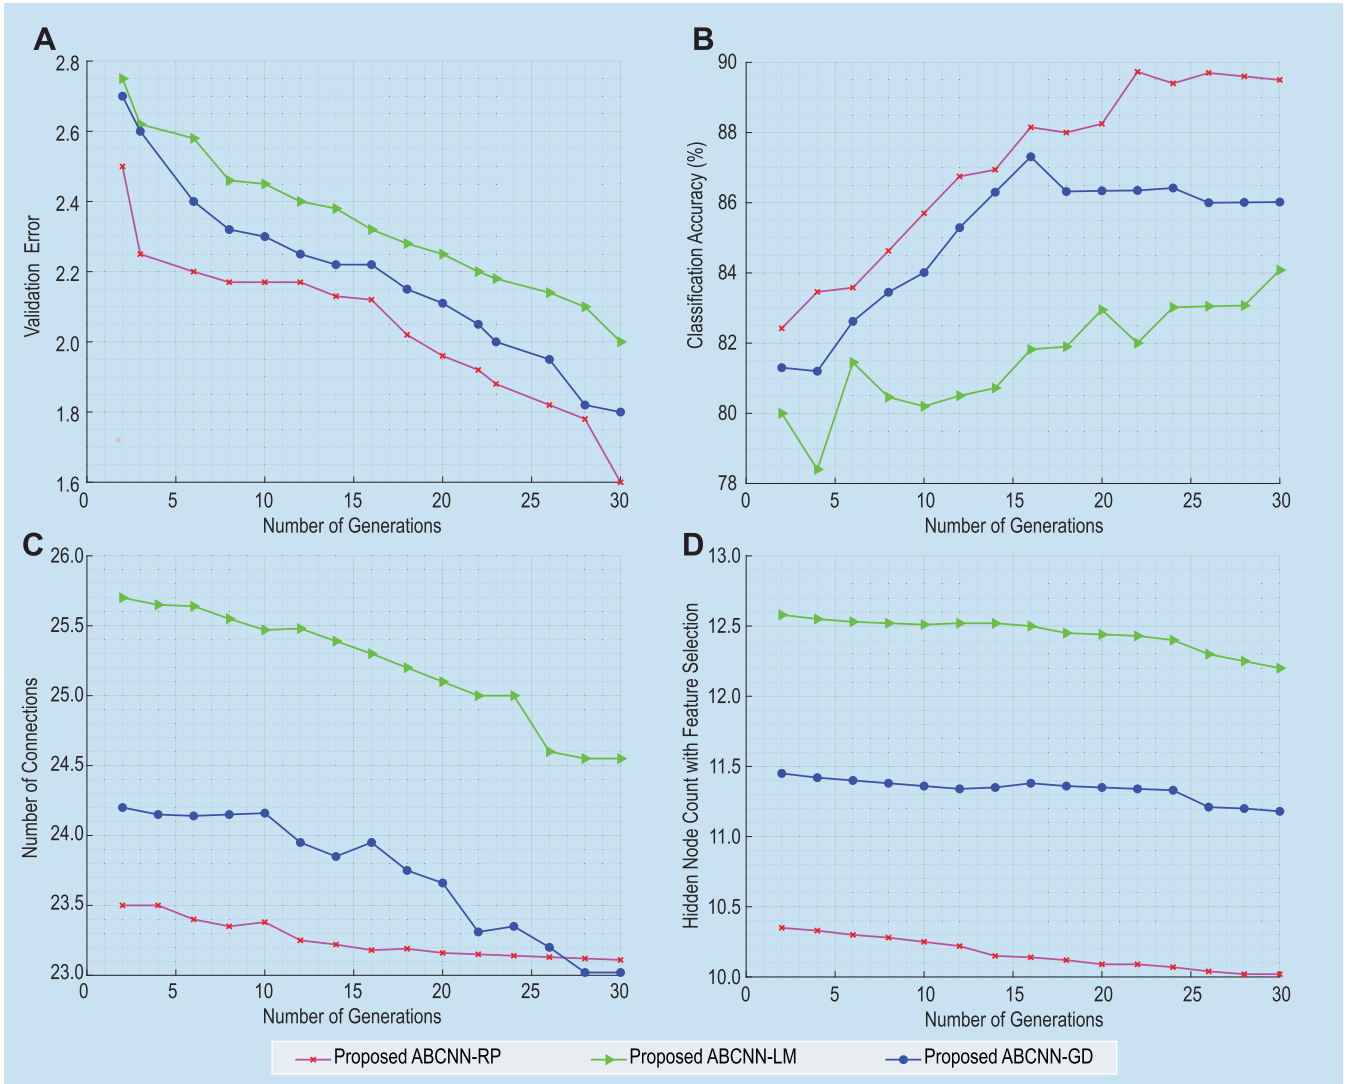 A
2.8
2.6
2.4
2.2
2.0
1.8
1.6
Validation Error
0 5 10 15 20 25 30
Number of Generations
B
90
88
86
84
82
80
78
Classification Accuracy (%)
0 5 10 15 20 25 30
Number of Generations
C
26.0
25.5
25.0
24.5
24.0
23.5
23.0
Number of Connections
0 5 10 15 20 25 30
Number of Generations
D
13.0
12.5
12.0
11.5
11.0
10.5
10.0
Hidden Node Count with Feature Selection
0 5 10 15 20 25 30
Number of Generations
Proposed ABCNN-RP Proposed ABCNN-LM Proposed ABCNN-GD